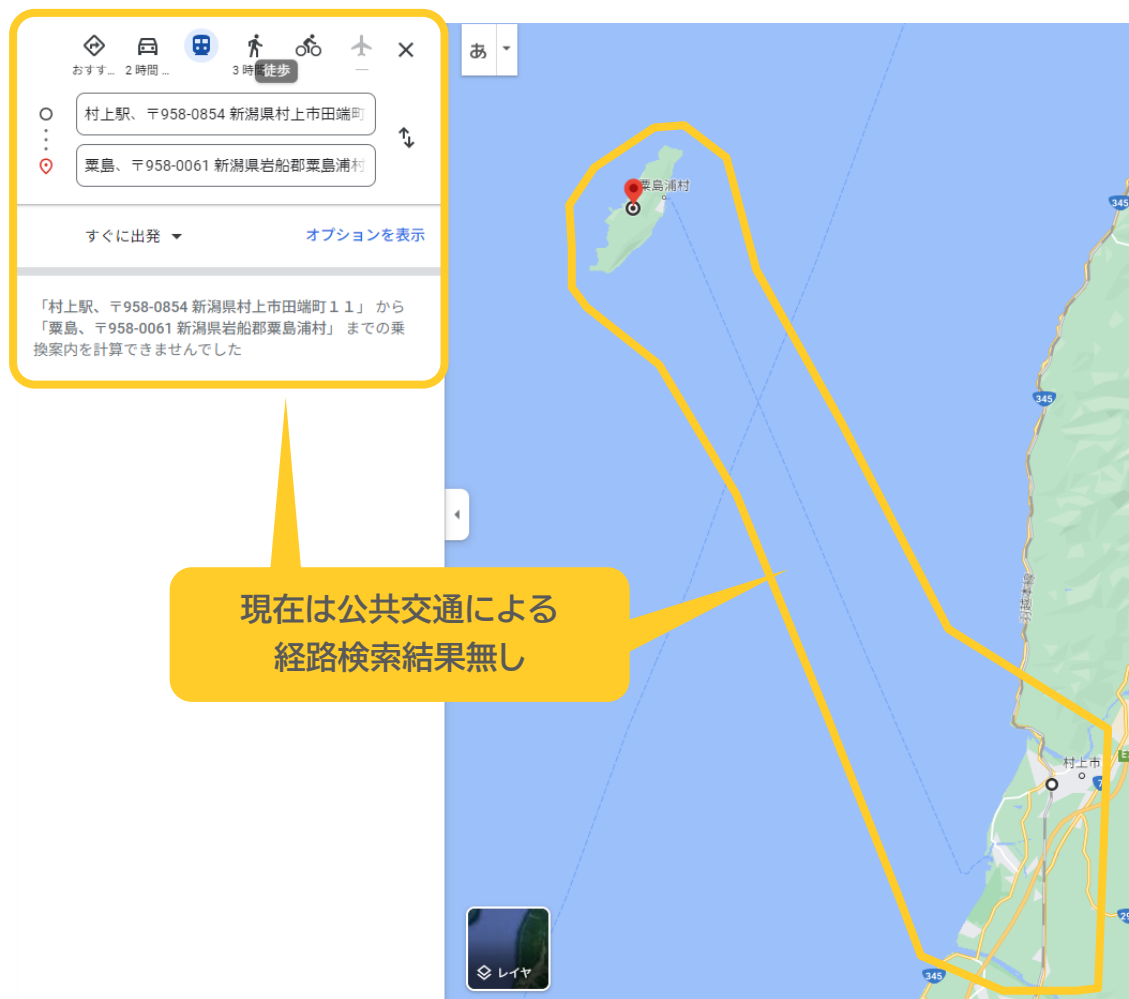 おすす...
2 時間 ...
3 時間
徒歩
村上駅、〒958-0854 新潟県村上市田端町
粟島、〒958-0061 新潟県岩船郡粟島浦村
すぐに出発
オプションを表示
「村上駅、〒958-0854 新潟県村上市田端町１１」 から
「粟島、〒958-0061 新潟県岩船郡粟島浦村」 までの乗
換案内を計算できませんでした
現在は公共交通による
経路検索結果無し
あ
粟島浦村
345
345
羽越本線
村上市
E
7
29
345
レイヤ